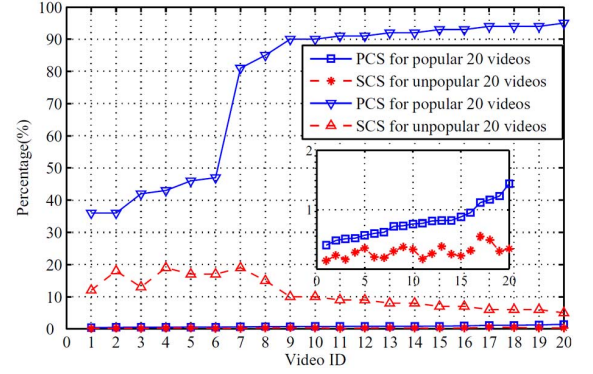 100
90
80
70
60
50
40
30
20
10
0
Percentage(%)
PCS for popular 20 videos
SCS for unpopular 20 videos
PCS for popular 20 videos
SCS for unpopular 20 videos
2
1
0 5 10 15 20
0 1 2 3 4 5 6 7 8 9 10 11 12 13 14 15 16 17 18 19 20
Video ID